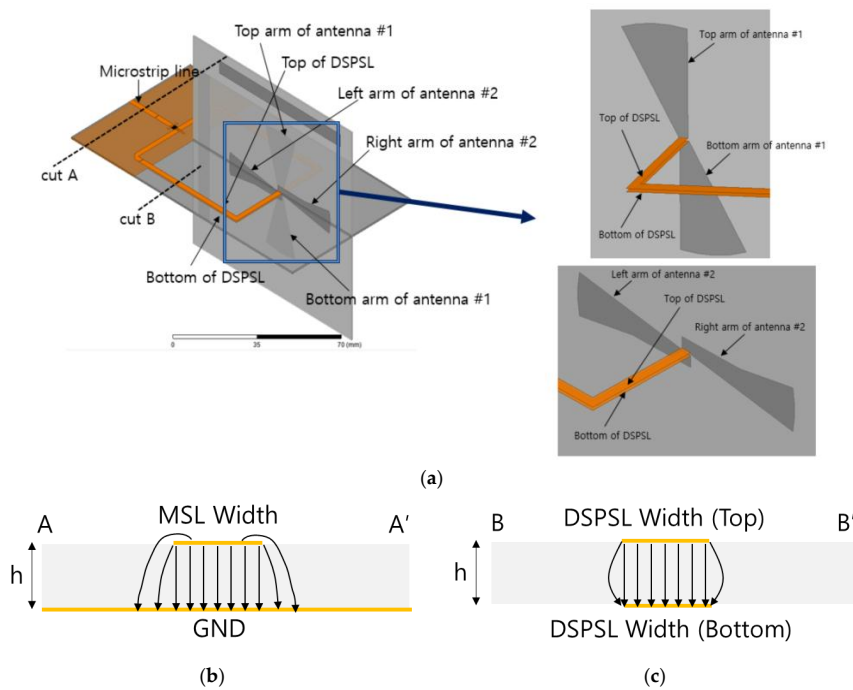 Top arm of antenna #1
Top of DSPSL
Microstrip line
Left arm of antenna #2
Right arm of antenna #2
cut A
cut B
Bottom of DSPSL
Bottom arm of antenna #1
0 35 70 (mm)
Top arm of antenna #1
Top of DSPSL
Bottom arm of antenna #1
Bottom of DSPSL
Left arm of antenna #2
Top of DSPSL
Right arm of antenna #2
Bottom of DSPSL
(a)
A MSL Width A′
h
GND
(b)
B DSPSL Width (Top) B′
h
DSPSL Width (Bottom)
(c)